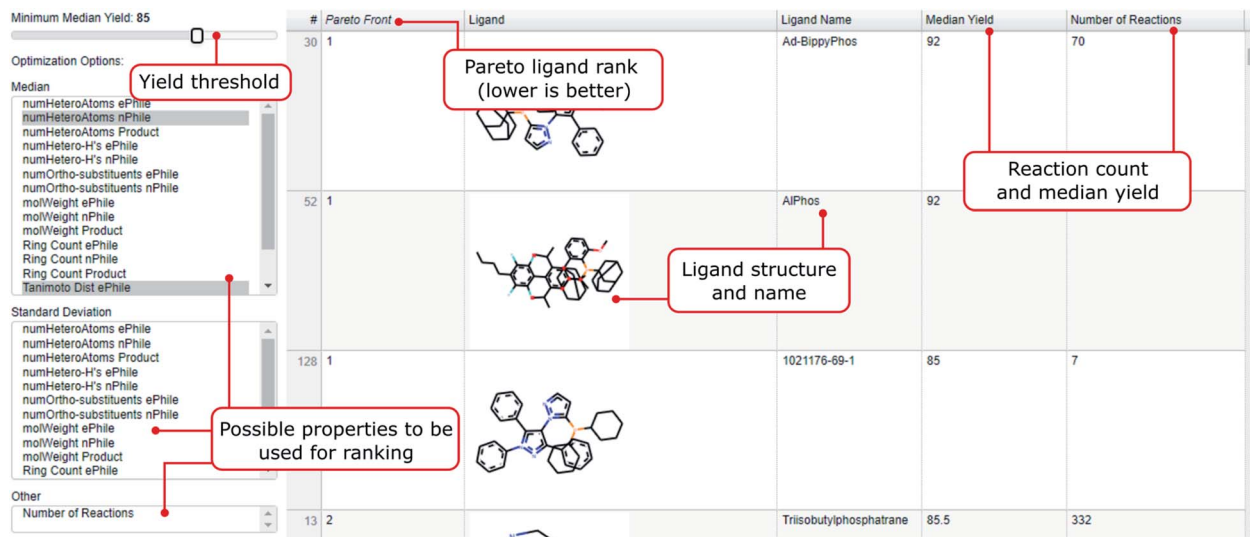 Minimum Median Yield: 85
Optimization Options:
Yield threshold
Median
numHeteroAtoms ePhile
numHeteroAtoms nPhile
numHeteroAtoms Product
numHetero-H's ePhile
numHetero-H's nPhile
numOrtho-substituents ePhile
numOrtho-substituents nPhile
molWeight ePhile
molWeight nPhile
molWeight Product
Ring Count ePhile
Ring Count nPhile
Ring Count Product
Tanimoto Dist ePhile
Standard Deviation
numHeteroAtoms ePhile
numHeteroAtoms nPhile
numHeteroAtoms Product
numHetero-H's ePhile
numHetero-H's nPhile
numOrtho-substituents ePhile
numOrtho-substituents nPhile
molWeight ePhile
molWeight nPhile
molWeight Product
Ring Count ePhile
Possible properties to be
used for ranking
Other
Number of Reactions
# Pareto Front Ligand Ligand Name Median Yield Number of Reactions
30 1 Ad-BippyPhos 92 70
Pareto ligand rank
(lower is better)
Reaction count
and median yield
52 1 AlPhos 92
Ligand structure
and name
128 1 1021176-69-1 85 7
13 2 Triisobutylphosphatrane 85.5 332